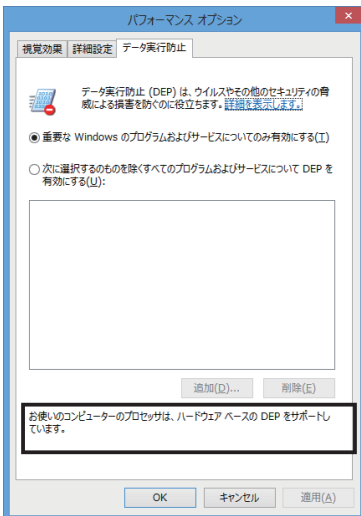 パフォーマンス オプション
視覚効果 詳細設定 データ実行防止
データ実行防止 (DEP) は、ウイルスやその他のセキュリティの脅
威による損害を防ぐのに役立ちます。詳細を表示します。
重要な Windows のプログラムおよびサービスについてのみ有効にする(T)
次に選択するのものを除くすべてのプログラムおよびサービスについて DEP を
有効にする(U):
追加(D)... 削除(E)
お使いのコンピューターのプロセッサは、ハードウェア ベースの DEP をサポートし
ています。
OK キャンセル 適用(A)